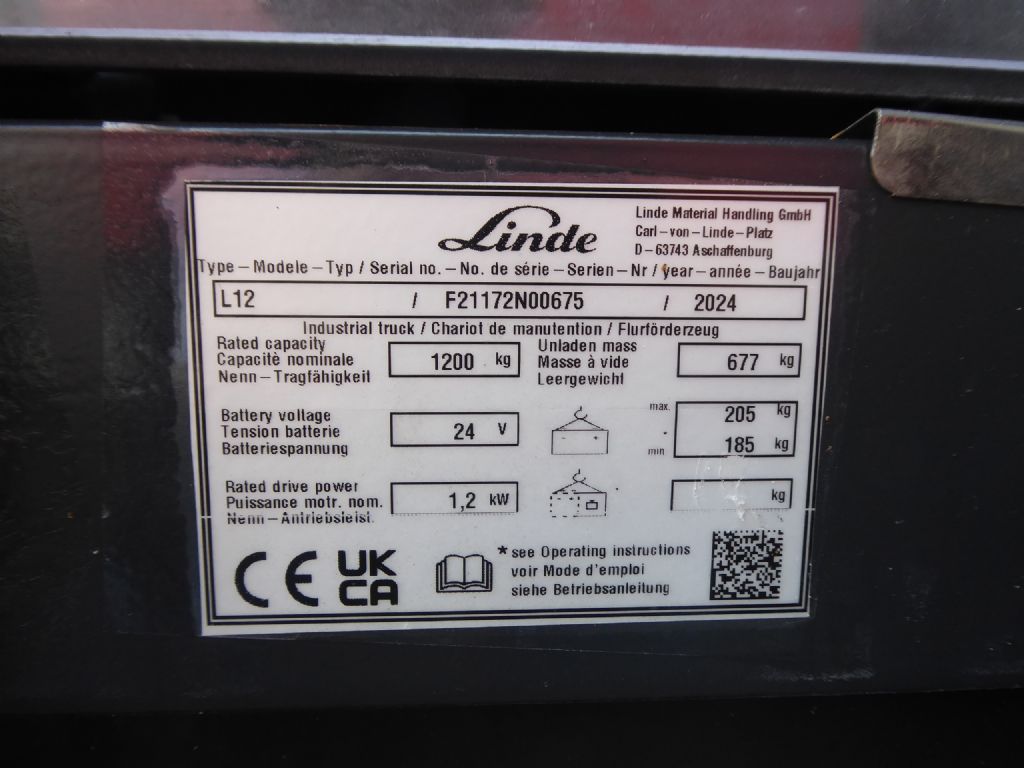 Linde
Linde Material Handling GmbH
Carl-von-Linde-Platz
D-63743 Aschaffenburg
Type-Modele-Typ / Serial no.-No. de série-Serien-Nr / year-année-Baujahr
L12 / F21172N00675 / 2024
Industrial truck / Chariot de manutention / Flurförderzeug
Rated capacity
Capacitè nominale
Nenn-Tragfähigkeit
1200 kg
Unladen mass
Masse à vide
Leergewicht
677 kg
Battery voltage
Tension batterie
Batteriespannung
24 V
max. 205 kg
min 185 kg
Rated drive power
Puissance motr. nom.
Nenn-Antriebsleist.
1,2 kW
kg
CE
UK
CA
* see Operating instructions
voir Mode d'emploi
siehe Betriebsanleitung